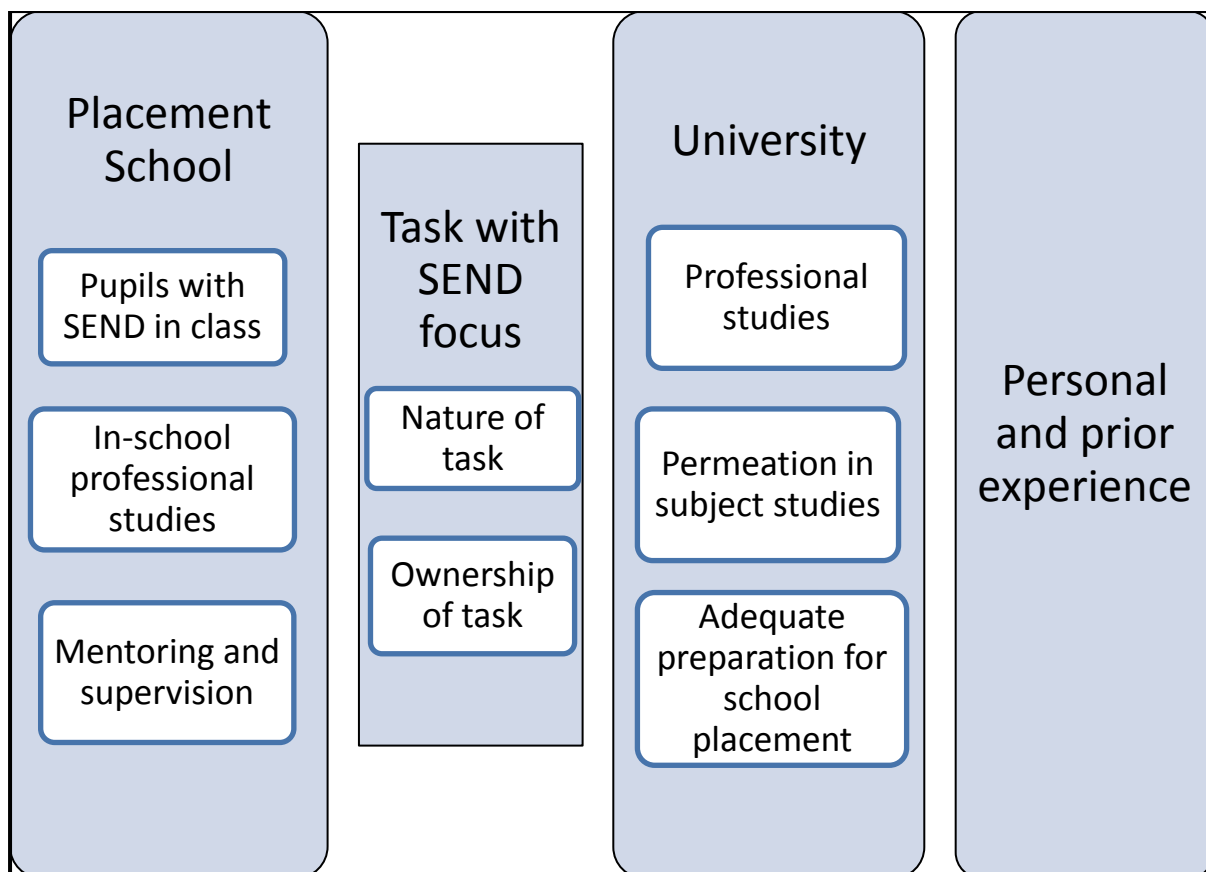 Placement
School
Pupils with
SEND in class
In-school
professional
studies
Mentoring and
supervision
Task with
SEND
focus
Nature of
task
Ownership
of task
University
Professional
studies
Permeation in
subject studies
Adequate
preparation for
school
placement
Personal
and prior
experience